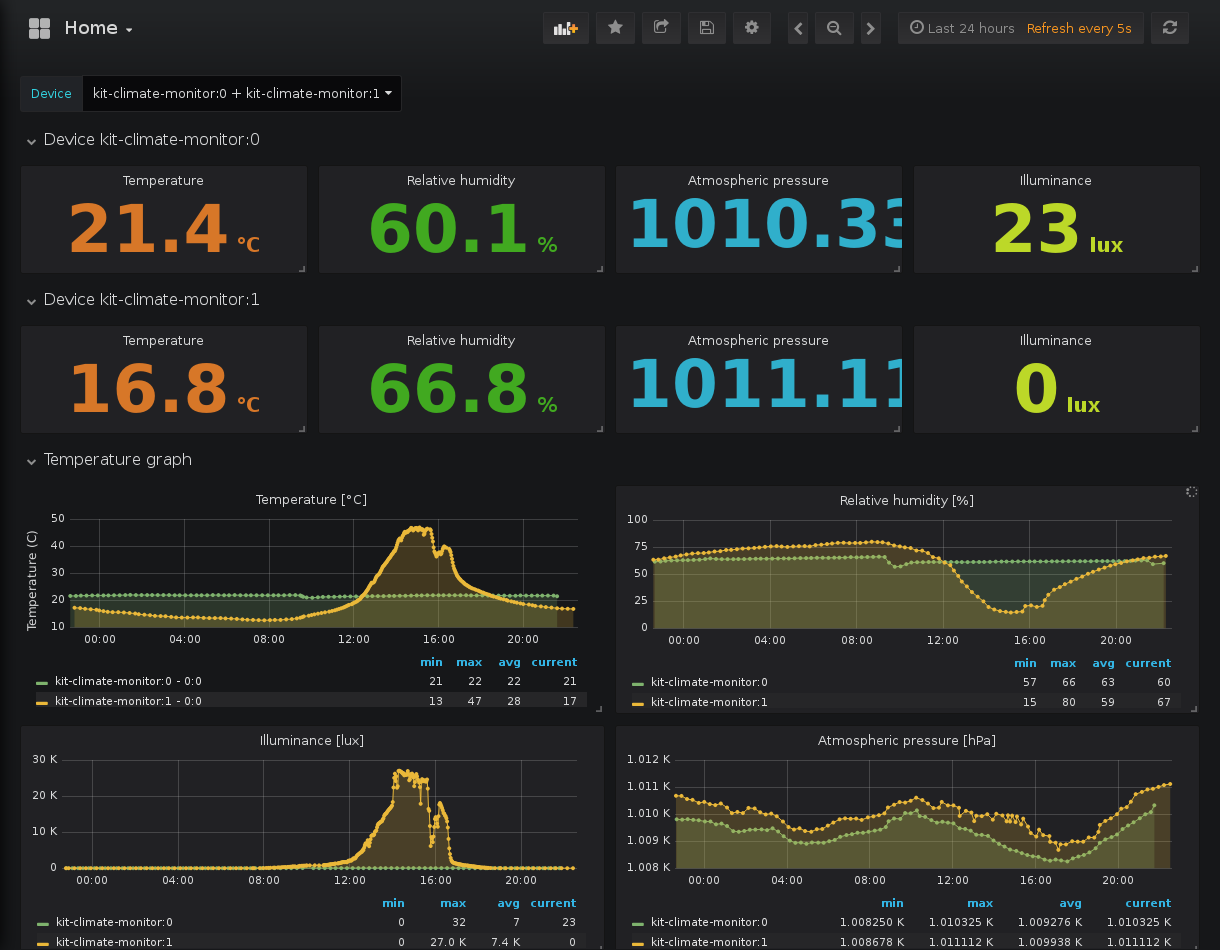 Home
Last 24 hours Refresh every 5s
Device kit-climate-monitor:0 + kit-climate-monitor:1
Device kit-climate-monitor:0
Temperature Relative humidity Atmospheric pressure Illuminance
21.4 °C 60.1 % 1010.33 23 lux
Device kit-climate-monitor:1
Temperature Relative humidity Atmospheric pressure Illuminance
16.8 °C 66.8 % 1011.11 0 lux
Temperature graph
Temperature [°C]
Temperature (C)
50
40
30
20
10
00:00 04:00 08:00 12:00 16:00 20:00
min max avg current
kit-climate-monitor:0 - 0:0 21 22 22 21
kit-climate-monitor:1 - 0:0 13 47 28 17
Relative humidity [%]
100
75
50
25
0
00:00 04:00 08:00 12:00 16:00 20:00
min max avg current
kit-climate-monitor:0 57 66 63 60
kit-climate-monitor:1 15 80 59 67
Illuminance [lux]
30 K
20 K
10 K
0
00:00 04:00 08:00 12:00 16:00 20:00
min max avg current
kit-climate-monitor:0 0 32 7 23
kit-climate-monitor:1 0 27.0 K 7.4 K 0
Atmospheric pressure [hPa]
1.012 K
1.011 K
1.010 K
1.009 K
1.008 K
00:00 04:00 08:00 12:00 16:00 20:00
min max avg current
kit-climate-monitor:0 1.008250 K 1.010325 K 1.009276 K 1.010325 K
kit-climate-monitor:1 1.008678 K 1.011112 K 1.009938 K 1.011112 K